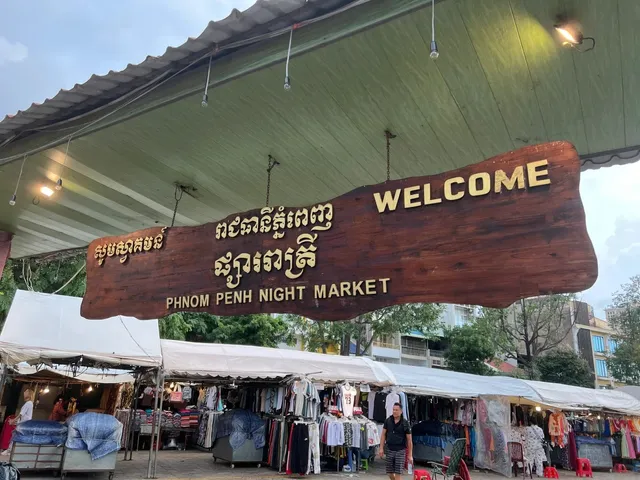 សូមស្វាគមន៍
រាជធានីភ្នំពេញ
ផ្សាររាត្រី
WELCOME
PHNOM PENH NIGHT MARKET